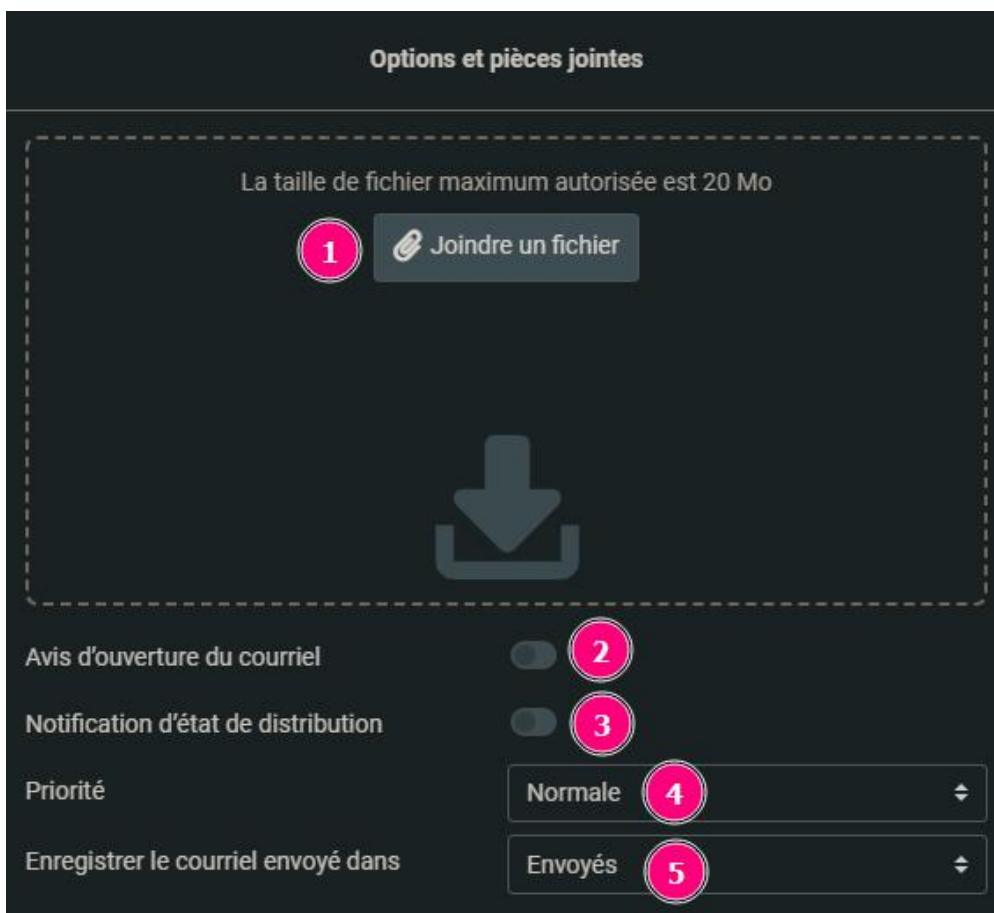 Options et pièces jointes
La taille de fichier maximum autorisée est 20 Mo
1 Joindre un fichier
Avis d’ouverture du courriel 2
Notification d’état de distribution 3
Priorité Normale 4
Enregistrer le courriel envoyé dans Envoyés 5